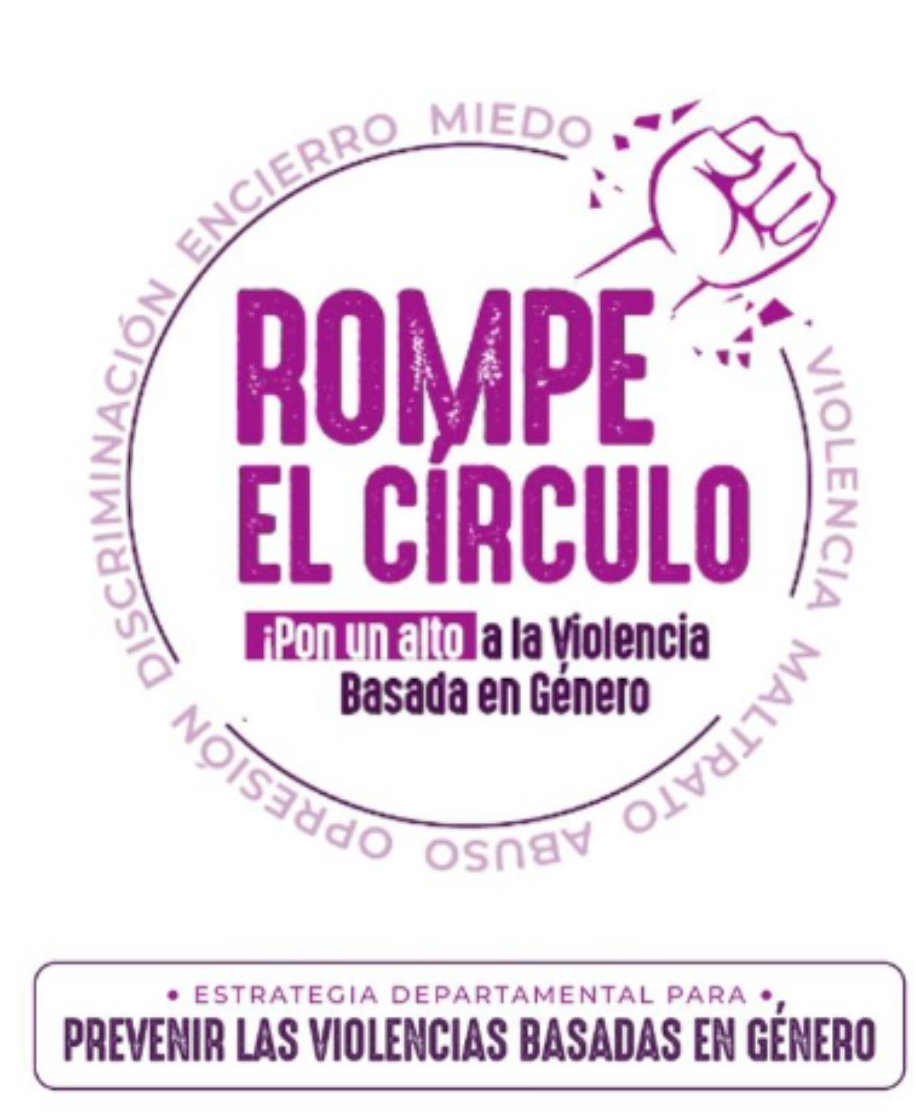 MIEDO
VIOLENCIA
MALTRATO
ABUSO
OPRESIÓN
DISCRIMINACIÓN
ENCIERRO
ROMPE
EL CÍRCULO
¡Pon un alto a la Violencia
Basada en Género
• ESTRATEGIA DEPARTAMENTAL PARA •
PREVENIR LAS VIOLENCIAS BASADAS EN GÉNERO